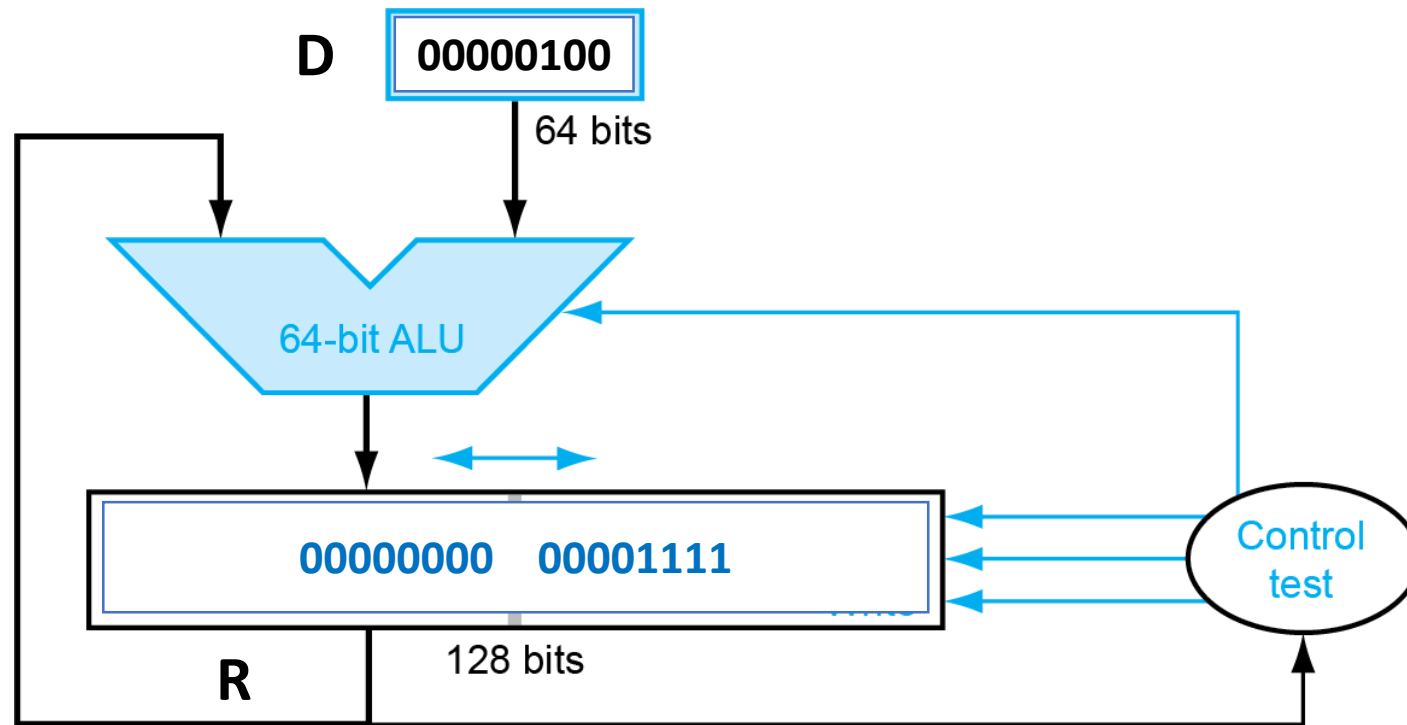 D
00000100
64 bits
64-bit ALU
00000000 00001111
Control
test
128 bits
R